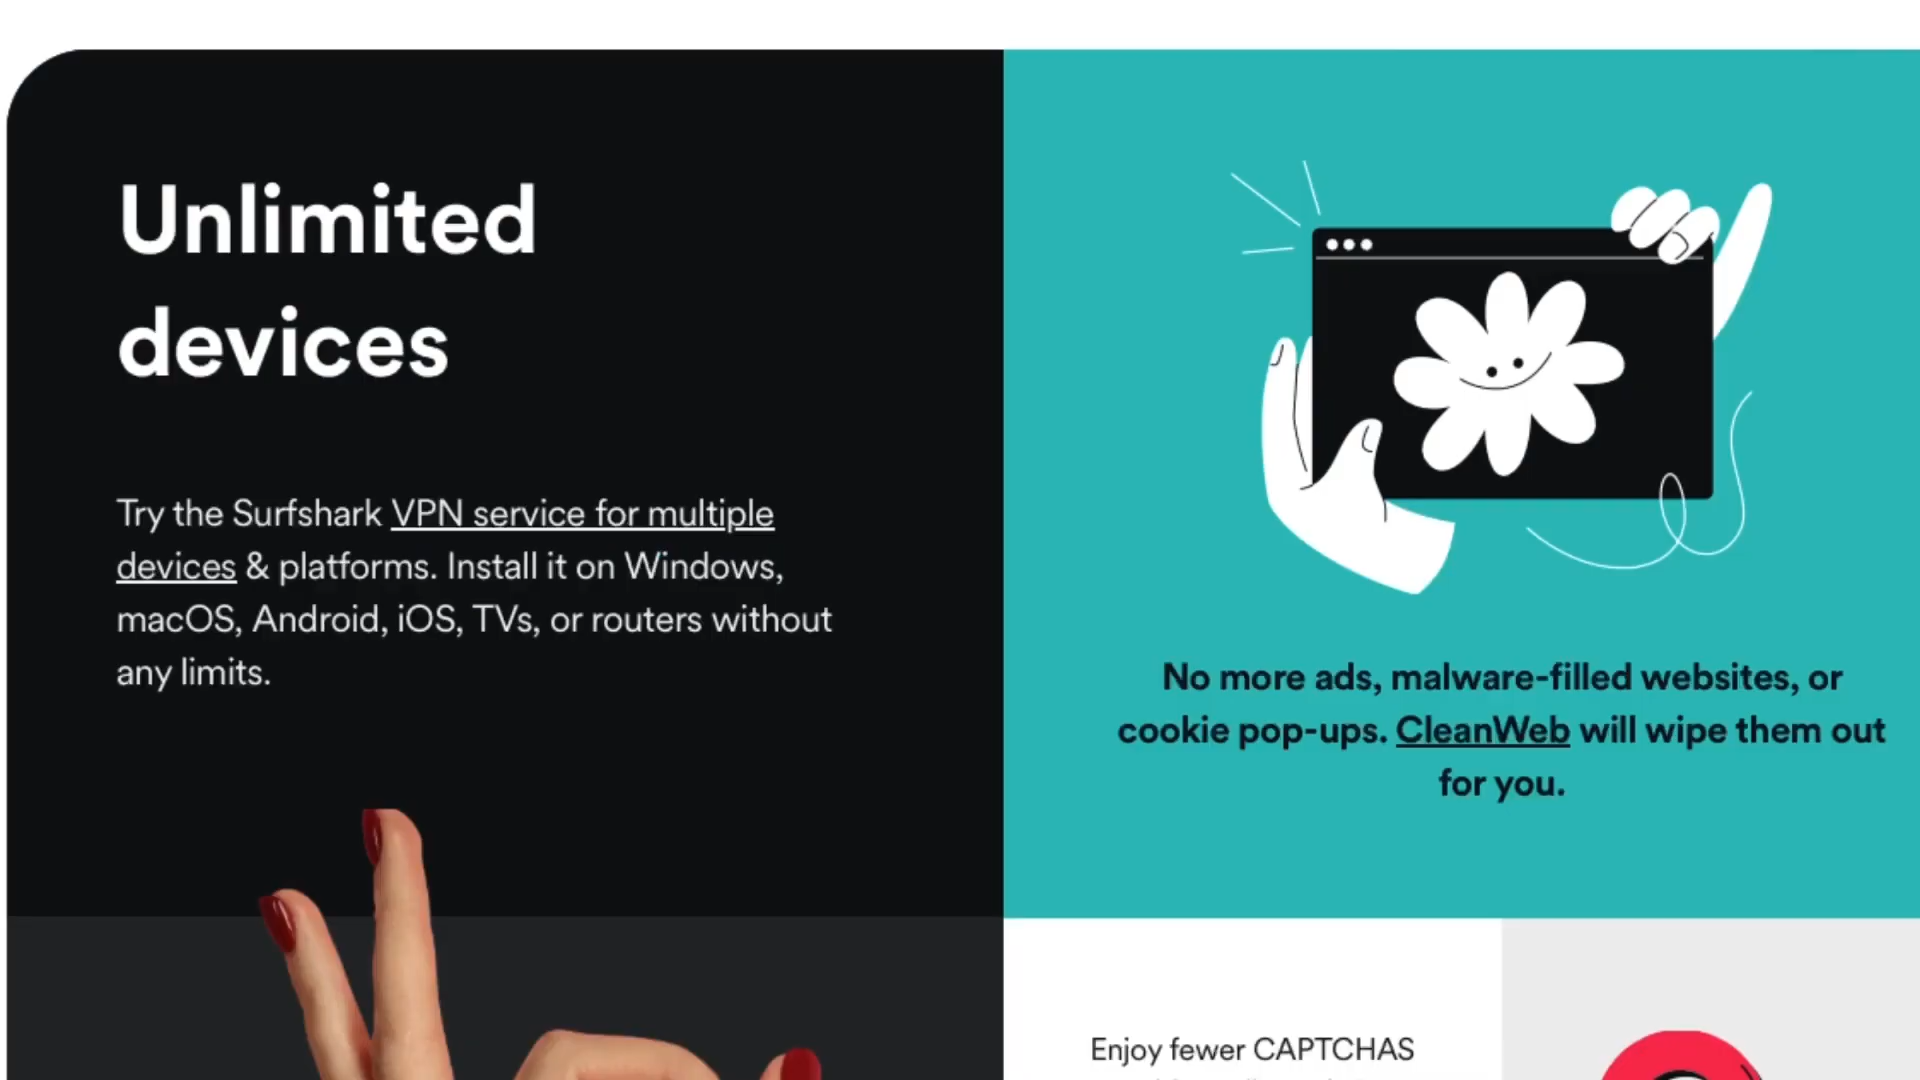 Unlimited
devices
Try the Surfshark VPN service for multiple
devices & platforms. Install it on Windows,
macOS, Android, iOS, TVs, or routers without
any limits.
No more ads, malware-filled websites, or
cookie pop-ups. CleanWeb will wipe them out
for you.
Enjoy fewer CAPTCHAS